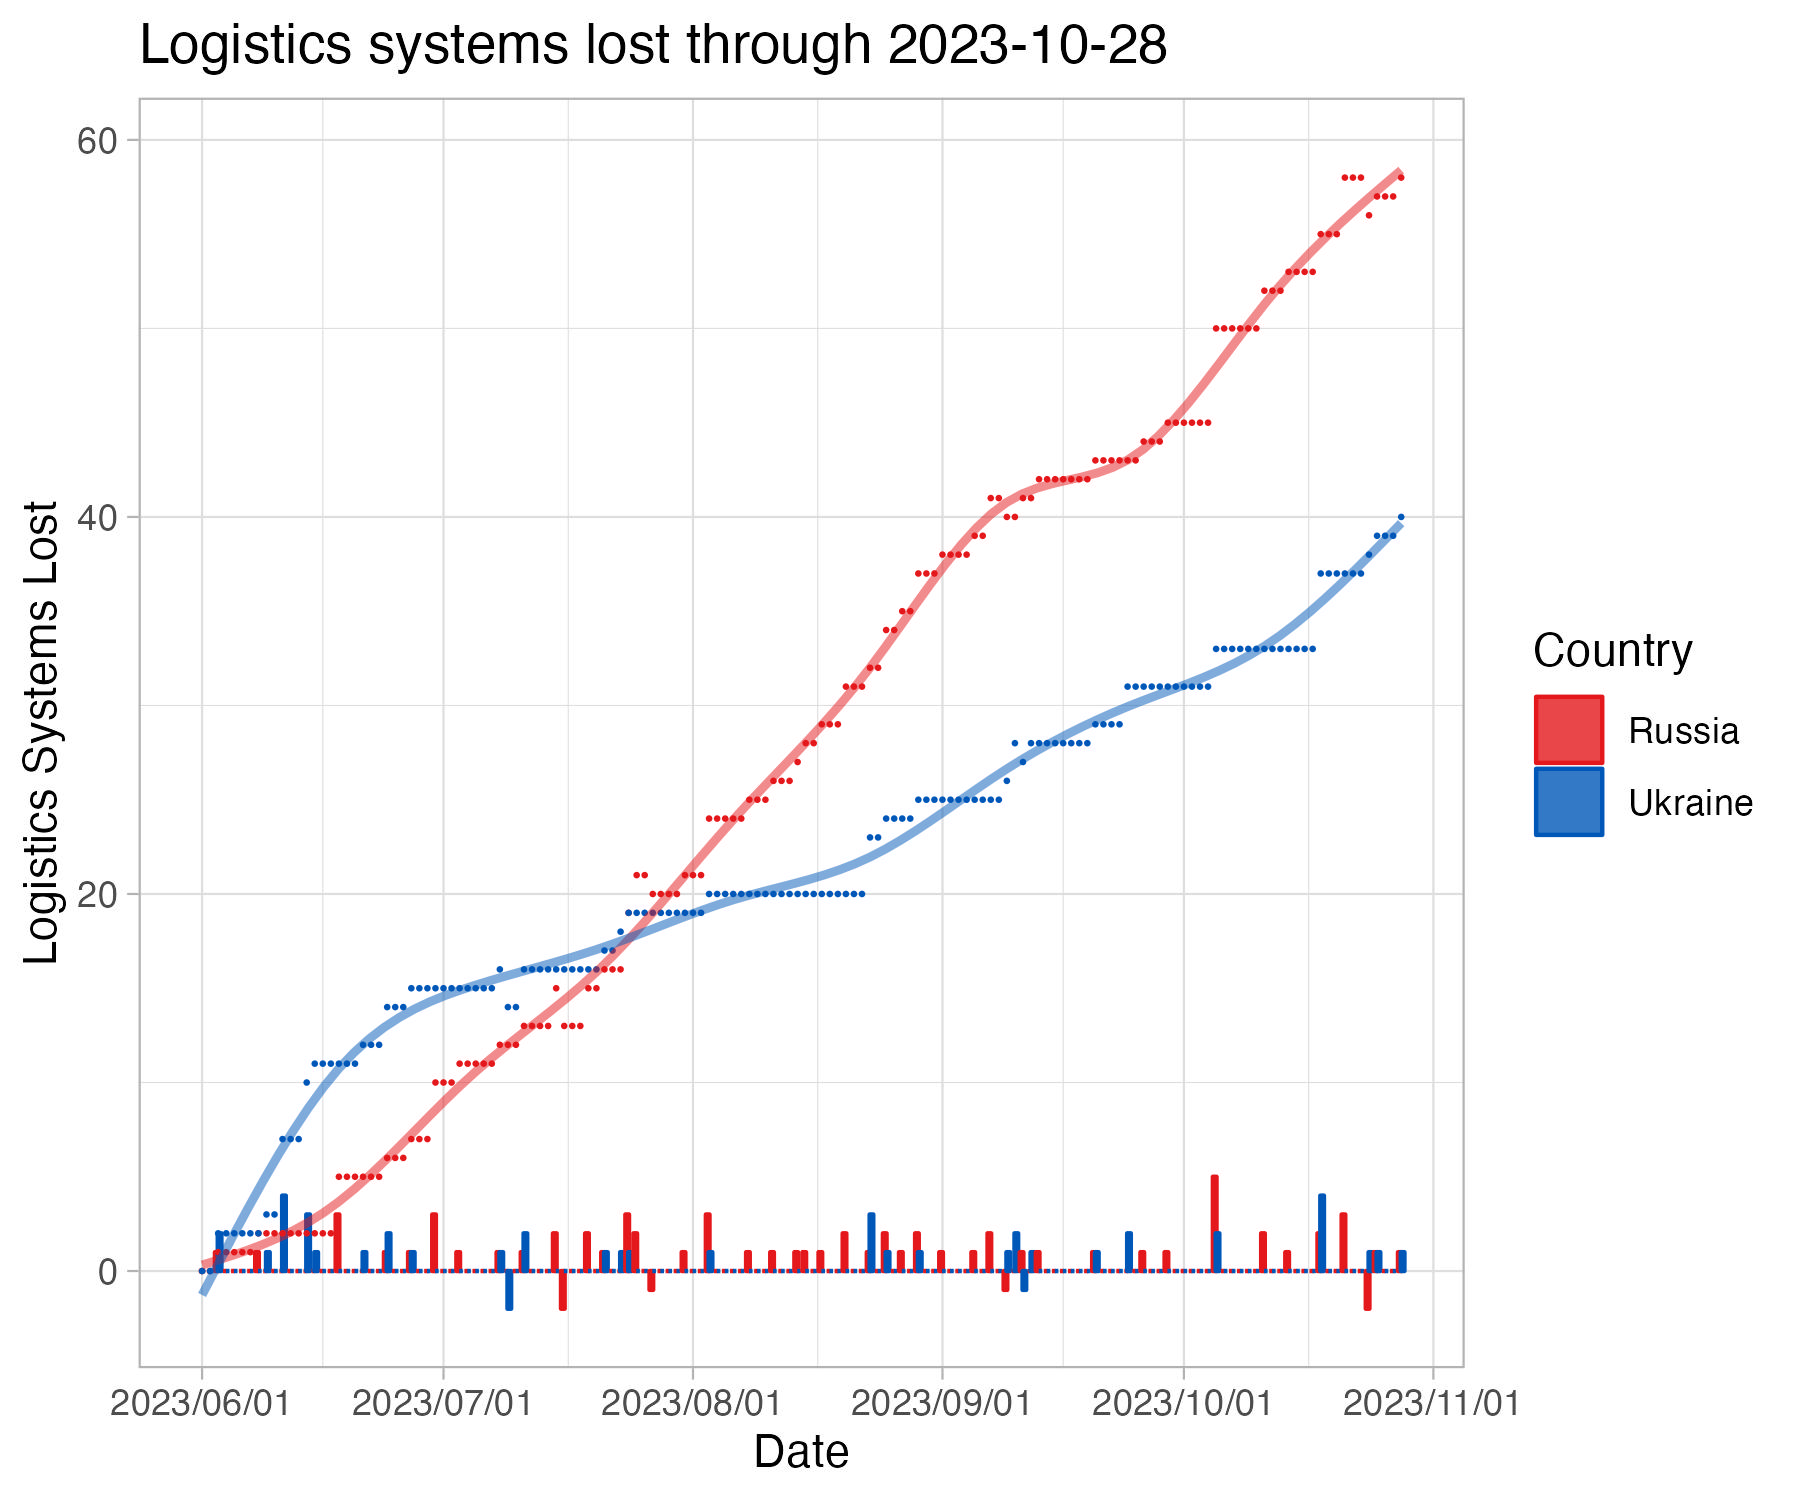 Logistics systems lost through 2023-10-28
Logistics Systems Lost
60
40
20
0
2023/06/01 2023/07/01 2023/08/01 2023/09/01 2023/10/01 2023/11/01
Date
Country
Russia
Ukraine